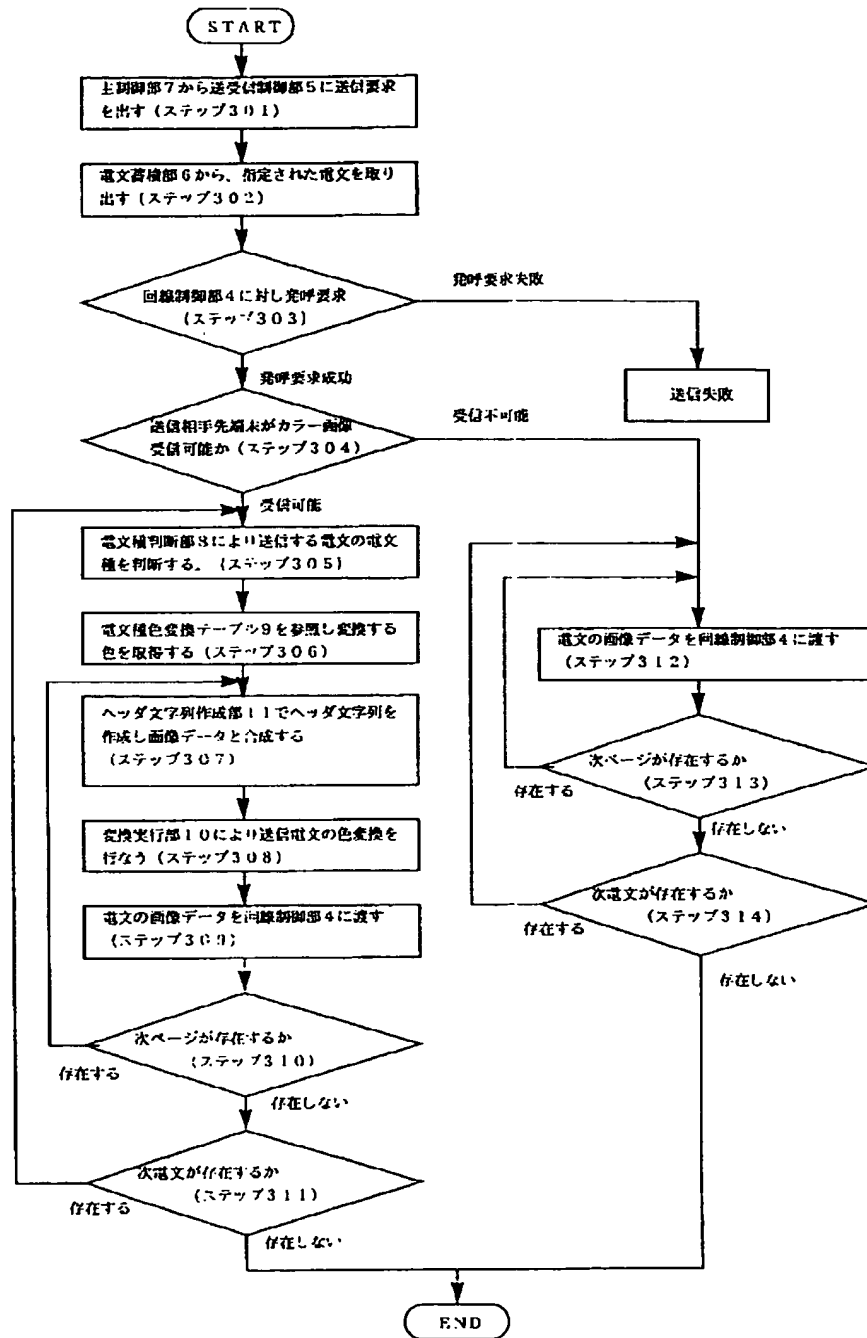 START
主制御部7から送受信制御部5に送信要求
を出す(ステップ301)
電文蓄積部6から、指定された電文を取り
出す(ステップ302)
回線制御部4に対し発呼要求
(ステップ303)
発呼要求失敗
送信失敗
発呼要求成功
送信相手先端末がカラー画像
受信可能か(ステップ304)
受信不可能
受信可能
電文種判断部8により送信する電文の電文
種を判断する。(ステップ305)
電文種色変換テーブル9を参照し変換する
色を取得する(ステップ306)
ヘッダ文字列作成部11でヘッダ文字列を
作成し画像データと合成する
(ステップ307)
変換実行部10により送信電文の色変換を
行なう(ステップ308)
電文の画像データを回線制御部4に渡す
(ステップ309)
次ページが存在するか
(ステップ310)
存在する
存在しない
次電文が存在するか
(ステップ311)
存在する
存在しない
電文の画像データを回線制御部4に渡す
(ステップ312)
次ページが存在するか
(ステップ313)
存在する
存在しない
次電文が存在するか
(ステップ314)
存在する
存在しない
END